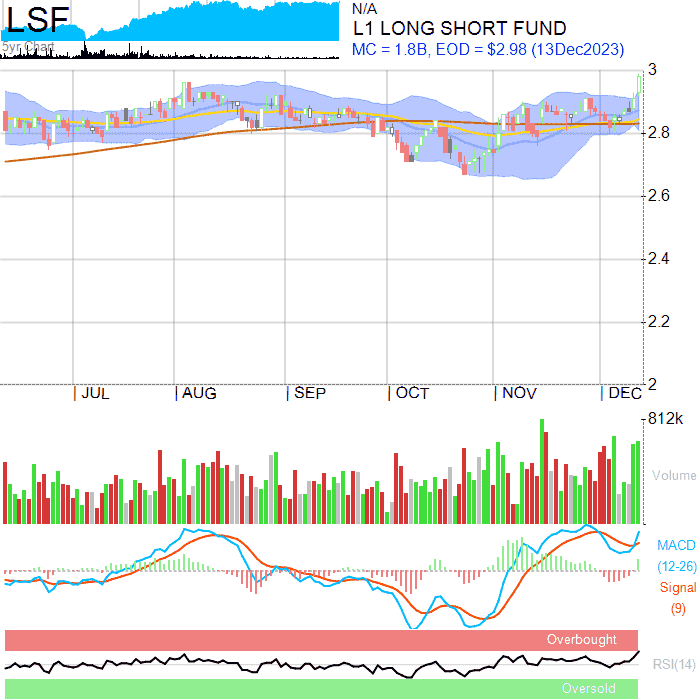 LSF
5yr Chart
N/A
L1 LONG SHORT FUND
MC = 1.8B, EOD = $2.98 (13Dec2023)
3
2.8
2.6
2.4
2.2
2
JUL
AUG
SEP
OCT
NOV
DEC
812k
Volume
MACD
(12-26)
Signal
(9)
Overbought
RSI(14)
Oversold